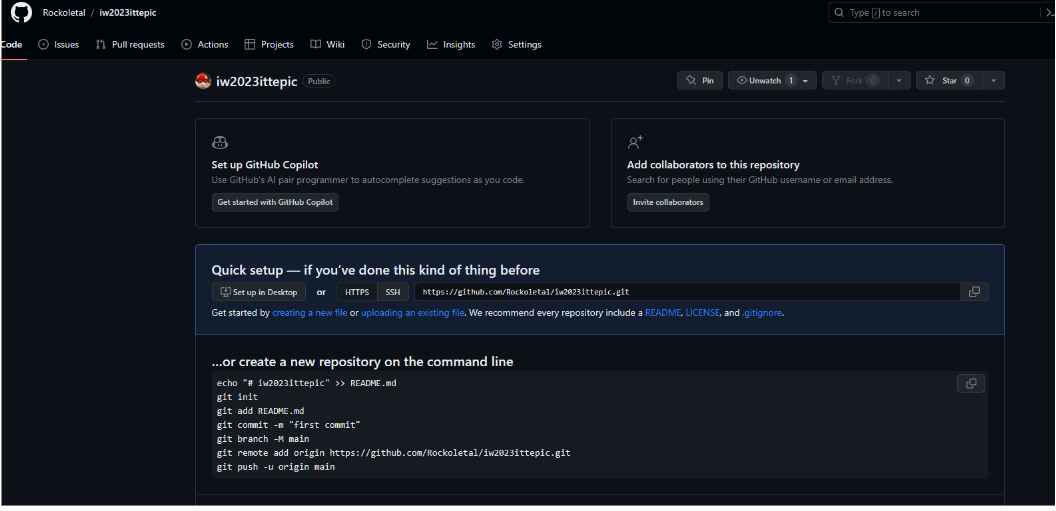 Rockoletal / iw2023ittepic
Type / to search
Code Issues Pull requests Actions Projects Wiki Security Insights Settings
iw2023ittepic Public
Pin Unwatch 1 Fork 0 Star 0
Set up GitHub Copilot
Use GitHub's AI pair programmer to autocomplete suggestions as you code.
Get started with GitHub Copilot
Add collaborators to this repository
Search for people using their GitHub username or email address.
Invite collaborators
Quick setup — if you've done this kind of thing before
Set up in Desktop or HTTPS SSH https://github.com/Rockoletal/iw2023ittepic.git
Get started by creating a new file or uploading an existing file. We recommend every repository include a README, LICENSE, and .gitignore.
...or create a new repository on the command line
echo "# iw2023ittepic" >> README.md
git init
git add README.md
git commit -m "first commit"
git branch -M main
git remote add origin https://github.com/Rockoletal/iw2023ittepic.git
git push -u origin main